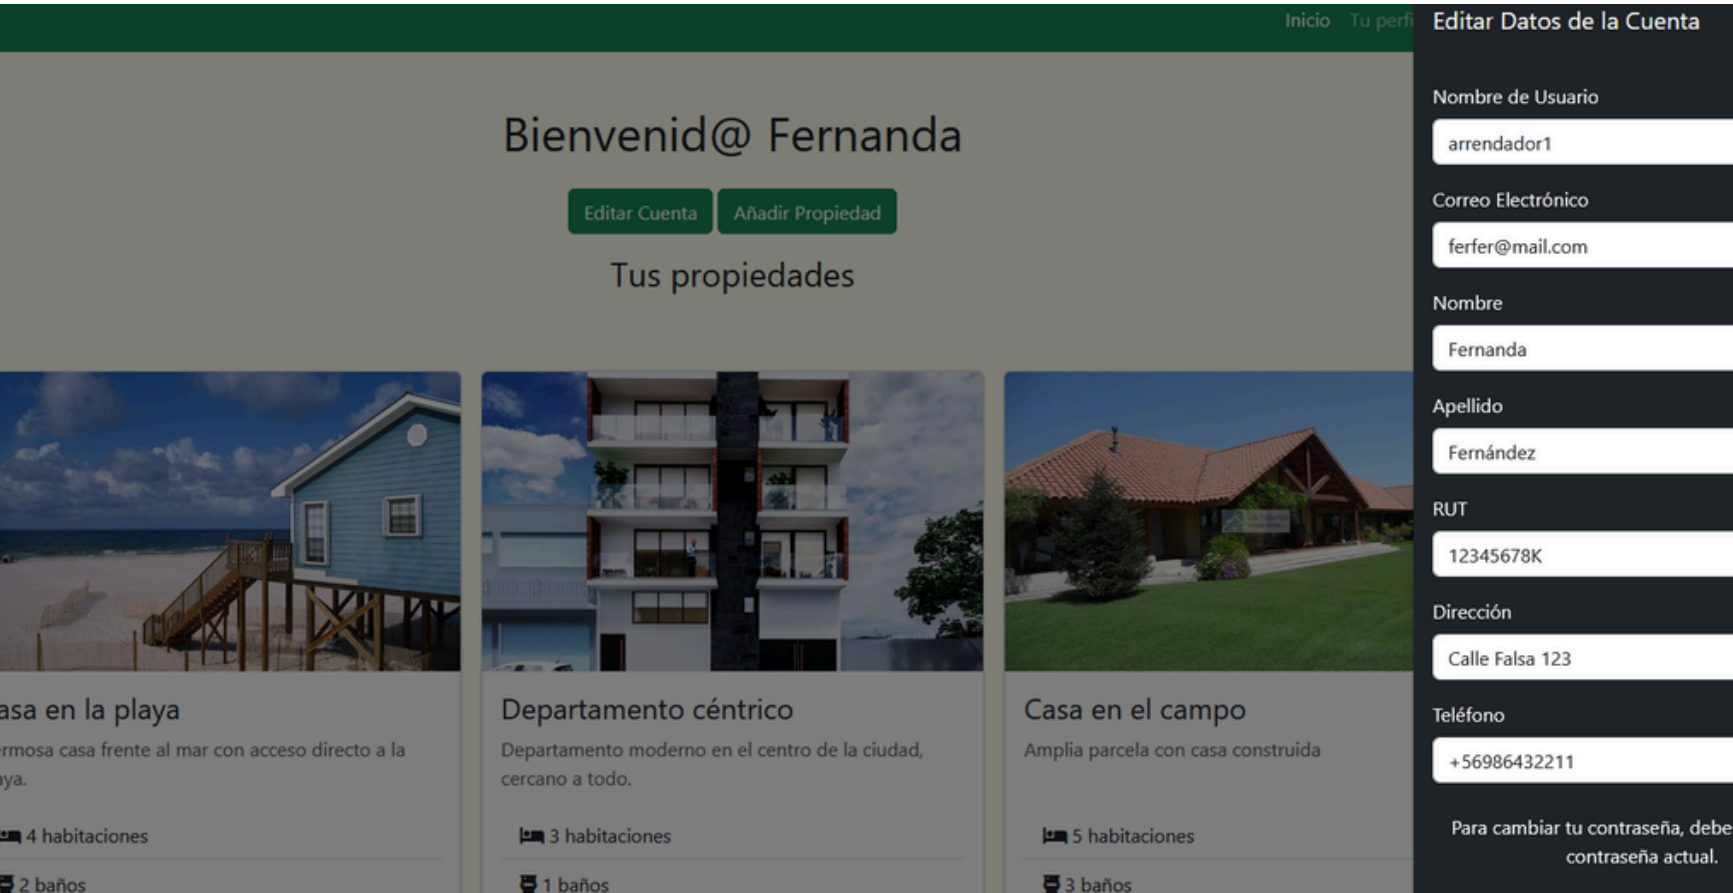 Inicio Tu perfi
Bienvenid@ Fernanda
Editar Cuenta Añadir Propiedad
Tus propiedades
asa en la playa
ermosa casa frente al mar con acceso directo a la
aya.
4 habitaciones
2 baños
Departamento céntrico
Departamento moderno en el centro de la ciudad,
cercano a todo.
3 habitaciones
1 baños
Casa en el campo
Amplia parcela con casa construida
5 habitaciones
3 baños
Editar Datos de la Cuenta
Nombre de Usuario
arrendador1
Correo Electrónico
ferfer@mail.com
Nombre
Fernanda
Apellido
Fernández
RUT
12345678K
Dirección
Calle Falsa 123
Teléfono
+56986432211
Para cambiar tu contraseña, debe
contraseña actual.